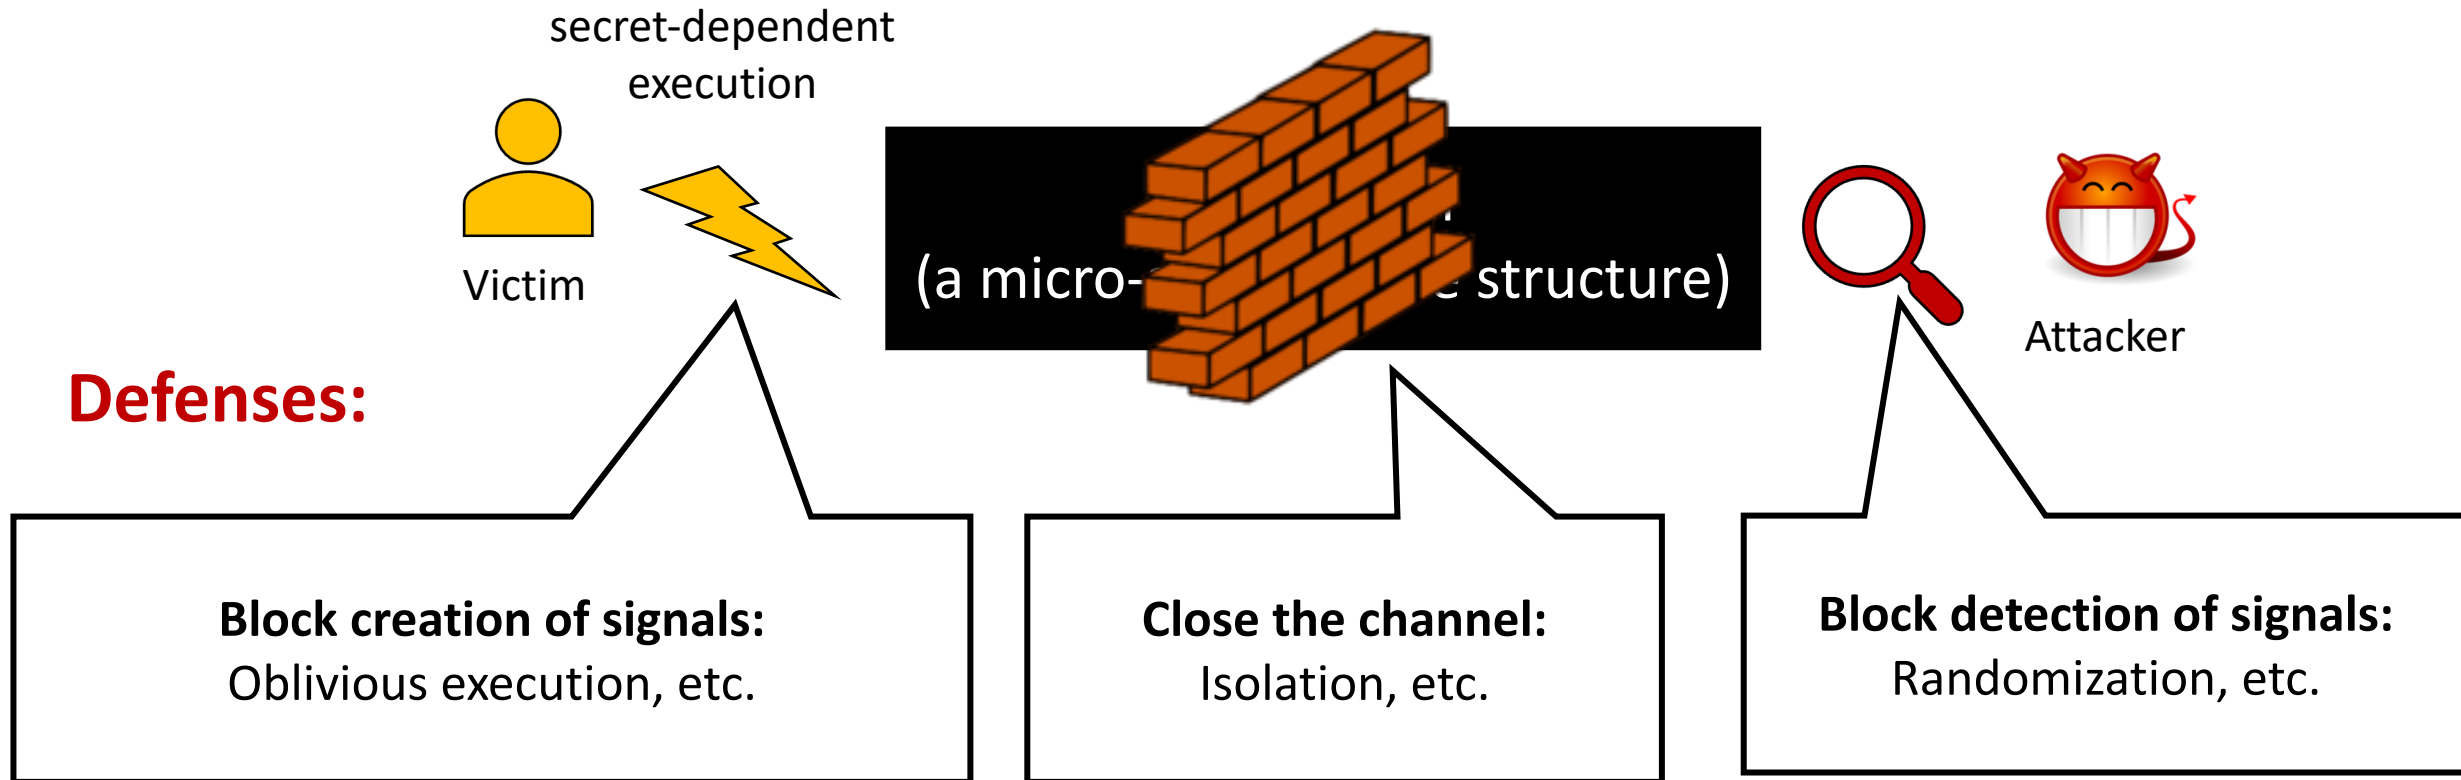 secret-dependent
execution
Victim
(a micro- structure)
Attacker
Defenses:
Block creation of signals:
Oblivious execution, etc.
Close the channel:
Isolation, etc.
Block detection of signals:
Randomization, etc.